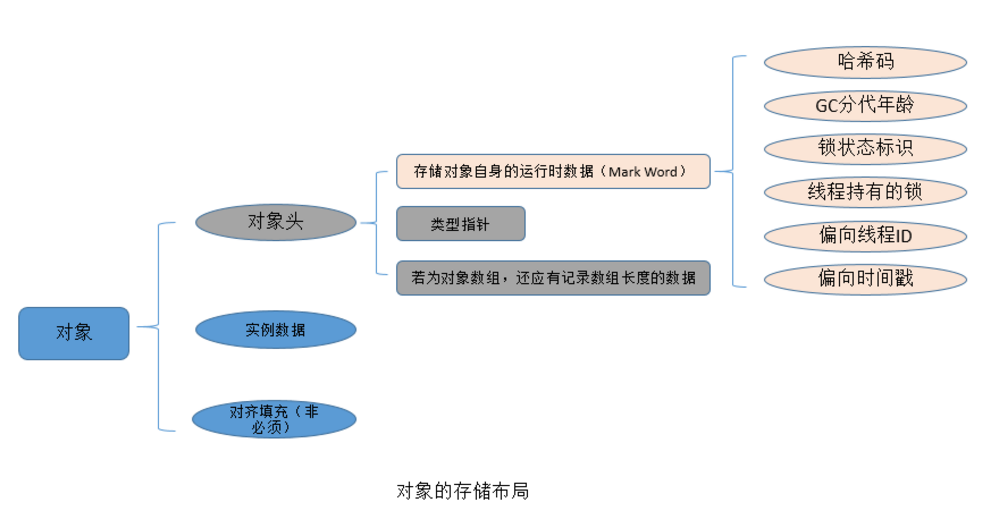 对象
对象头
实例数据
对齐填充（非
必须）
存储对象自身的运行时数据（Mark Word）
类型指针
若为对象数组，还应有记录数组长度的数据
哈希码
GC分代年龄
锁状态标识
线程持有的锁
偏向线程ID
偏向时间戳
对象的存储布局